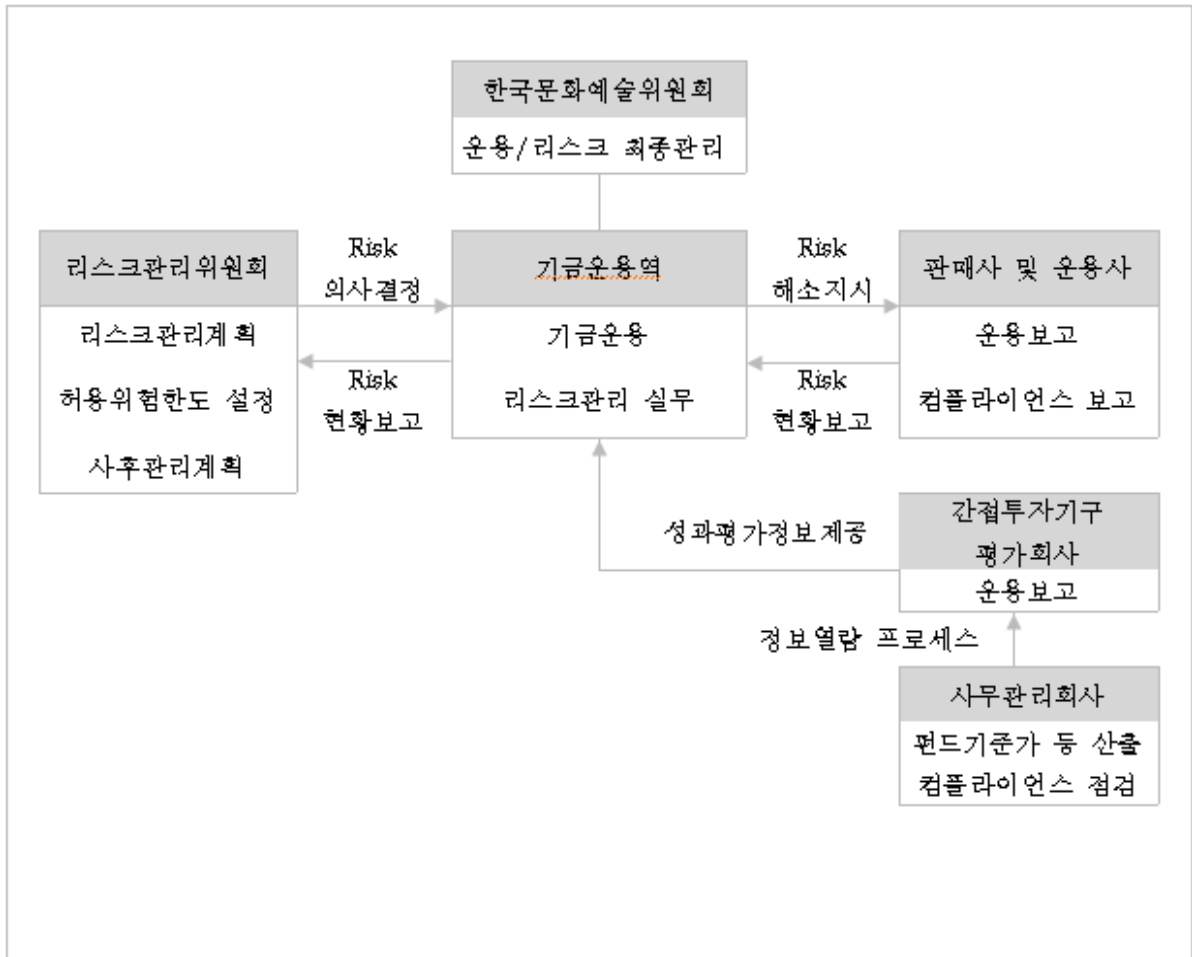 한국문화예술위원회
운용/리스크 최종관리
리스크관리위원회
리스크관리계획
허용위험한도 설정
사후관리계획
Risk
의사결정
Risk
현황보고
기금운용역
기금운용
리스크관리 실무
Risk
해소지시
Risk
현황보고
판매사 및 운용사
운용보고
컴플라이언스 보고
성과평가정보제공
간접투자기구
평가회사
운용보고
정보열람 프로세스
사무관리회사
펀드기준가 등 산출
컴플라이언스 점검